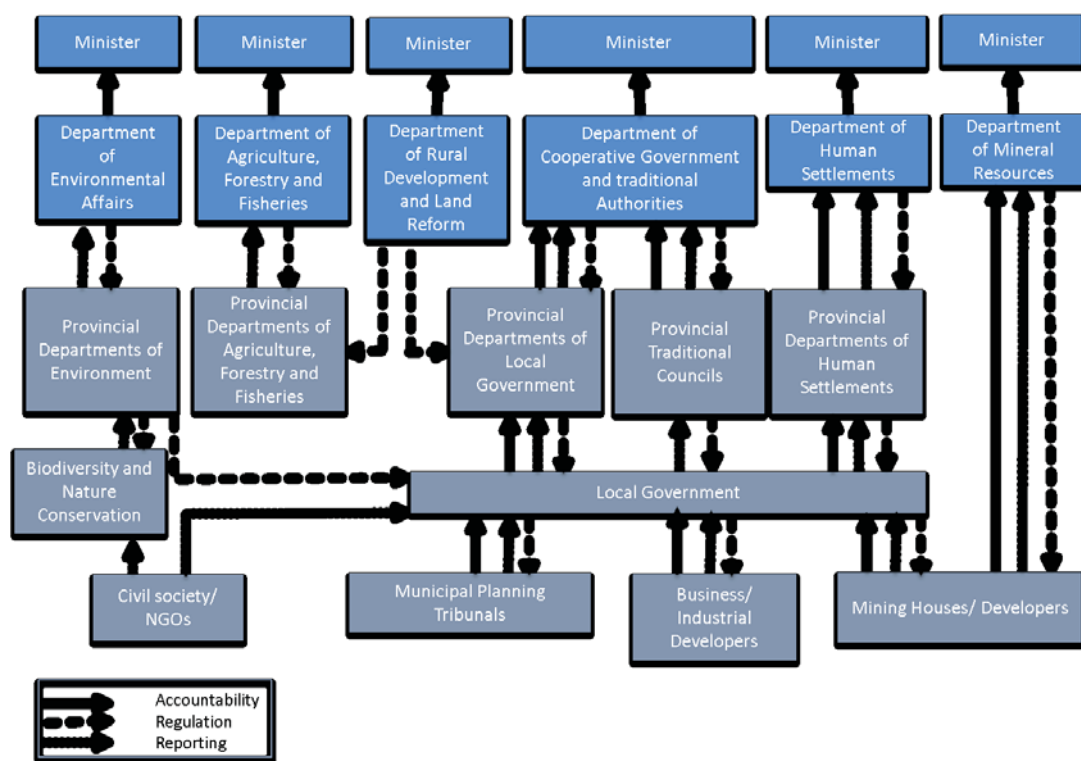 Minister
Minister
Minister
Minister
Minister
Minister
Department
of
Environmental
Affairs
Department of
Agriculture,
Forestry and
Fisheries
Department
of Rural
Development
and Land
Reform
Department of
Cooperative Government
and traditional
Authorities
Department of
Human
Settlements
Department
of Mineral
Resources
Provincial
Departments of
Environment
Provincial
Departments of
Agriculture,
Forestry and
Fisheries
Provincial
Departments of
Local
Government
Provincial
Traditional
Councils
Provincial
Departments of
Human
Settlements
Biodiversity and
Nature
Conservation
Local Government
Civil society/
NGOs
Municipal Planning
Tribunals
Business/
Industrial
Developers
Mining Houses/ Developers
Accountability
Regulation
Reporting